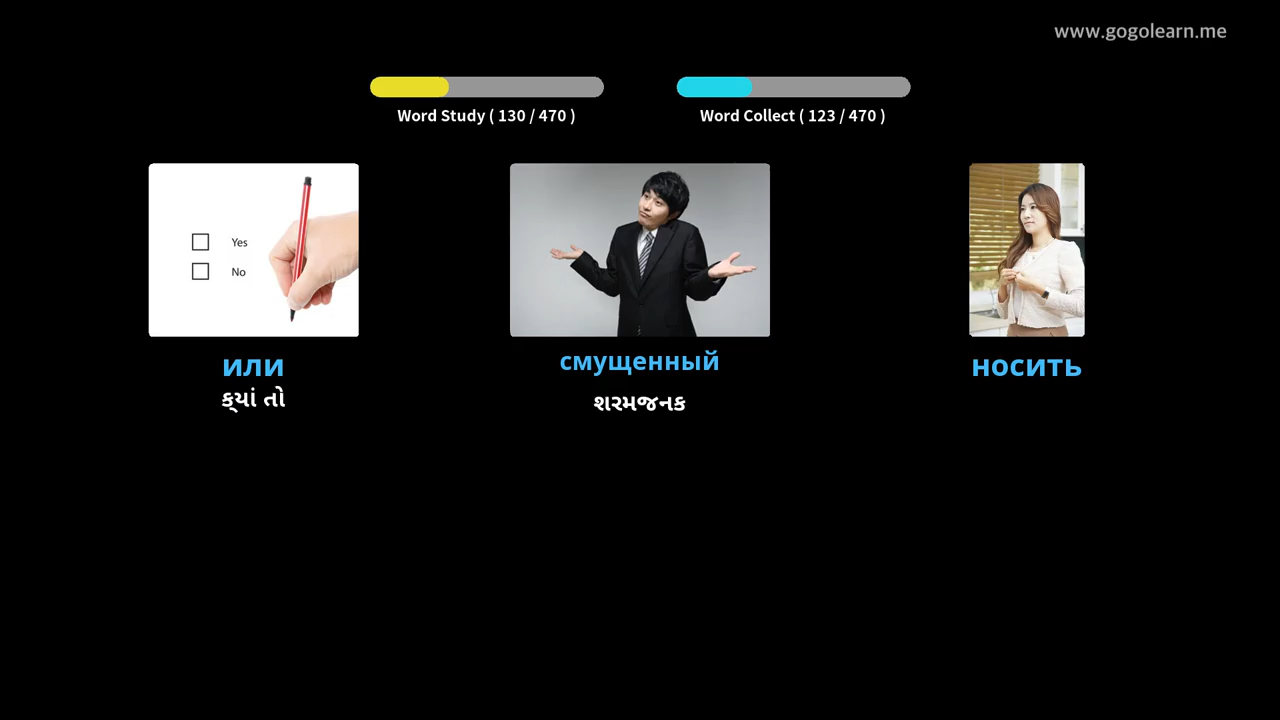 www.gogolearn.me
Word Study ( 130 / 470 )
Word Collect ( 123 / 470 )
Yes
No
или
ક્યાં તો
смущенный
શરમજનક
носить